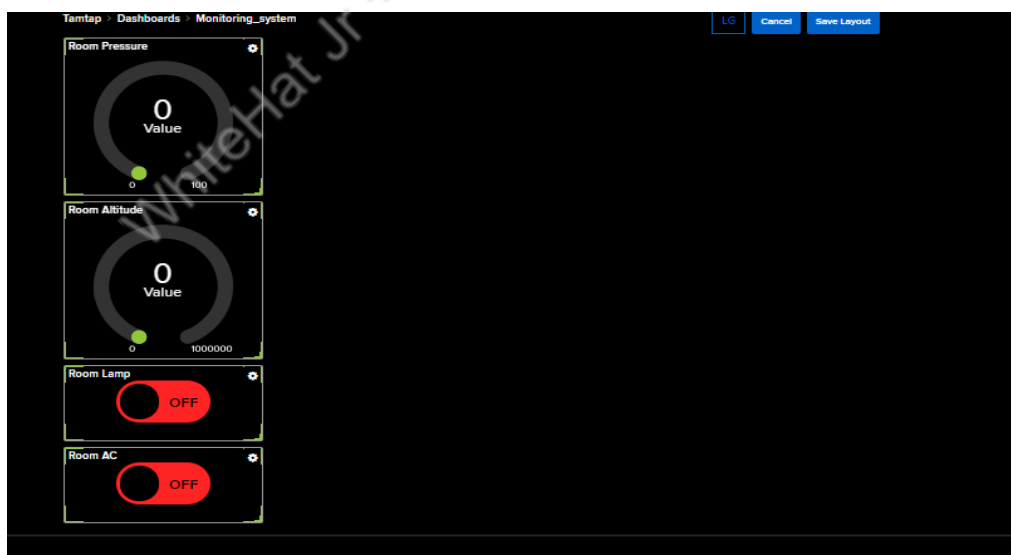 Tamtap > Dashboards > Monitoring_system
LG
Cancel
Save Layout
Room Pressure
0
Value
0
100
Room Altitude
0
Value
0
1000000
Room Lamp
OFF
Room AC
OFF
WhiteHat Jr